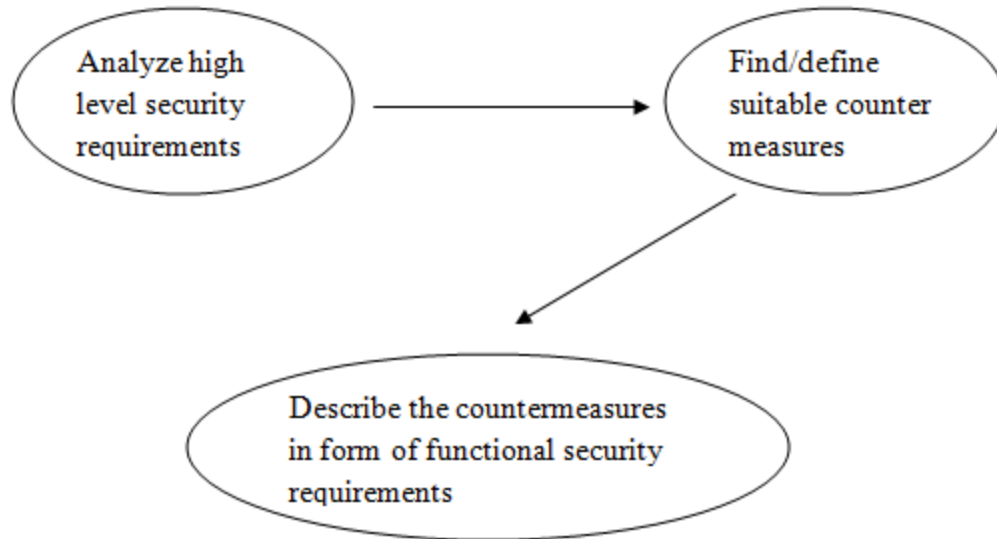 Analyze high
level security
requirements
Find/define
suitable counter
measures
Describe the countermeasures
in form of functional security
requirements